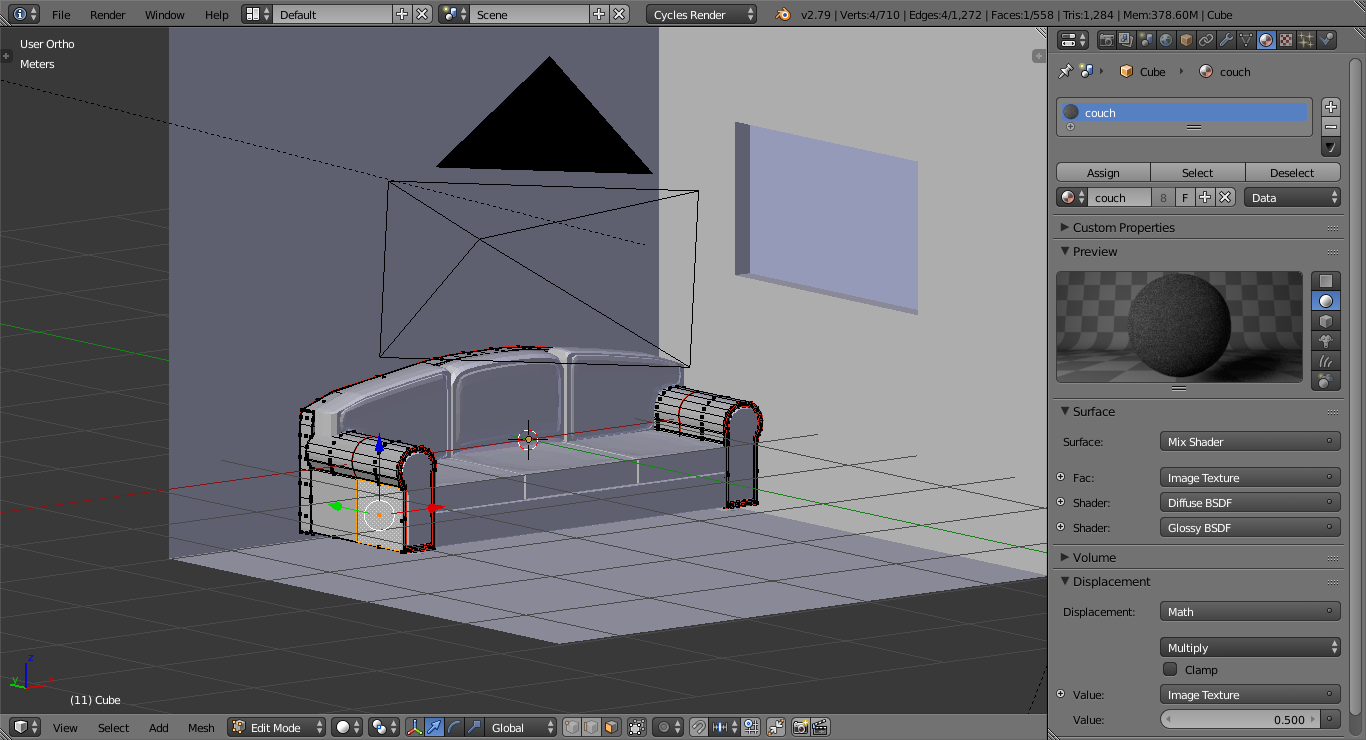 File Render Window Help Default Scene Cycles Render v2.79 | Verts:4/710 | Edges:4/1,272 | Faces:1/558 | Tris:1,284 | Mem:378.60M | Cube
User Ortho
Meters
Cube couch
couch
Assign Select Deselect
couch 8 F Data
Custom Properties
Preview
Surface
Surface: Mix Shader
Fac: Image Texture
Shader: Diffuse BSDF
Shader: Glossy BSDF
Volume
Displacement
Displacement: Math
Multiply
Clamp
Value: Image Texture
Value: 0.500
z
y x
(11) Cube
View Select Add Mesh Edit Mode Global